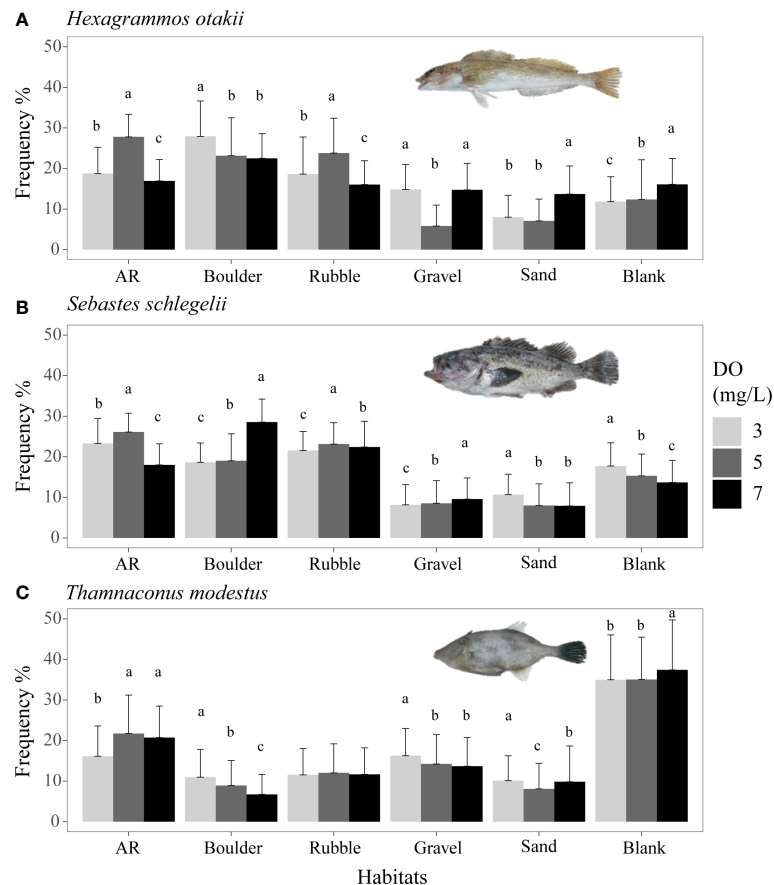 A Hexagrammos otakii
Frequency %
50
40
30
20
10
0
b a c a b b b a c a b a b b a c b a
AR Boulder Rubble Gravel Sand Blank
B Sebastes schlegelii
Frequency %
50
40
30
20
10
0
b a c c b a c a b c b a a b b a b c
AR Boulder Rubble Gravel Sand Blank
DO
(mg/L)
3
5
7
C Thamnaconus modestus
Frequency %
50
40
30
20
10
0
b a a a b c a b b a c b b b a
AR Boulder Rubble Gravel Sand Blank
Habitats